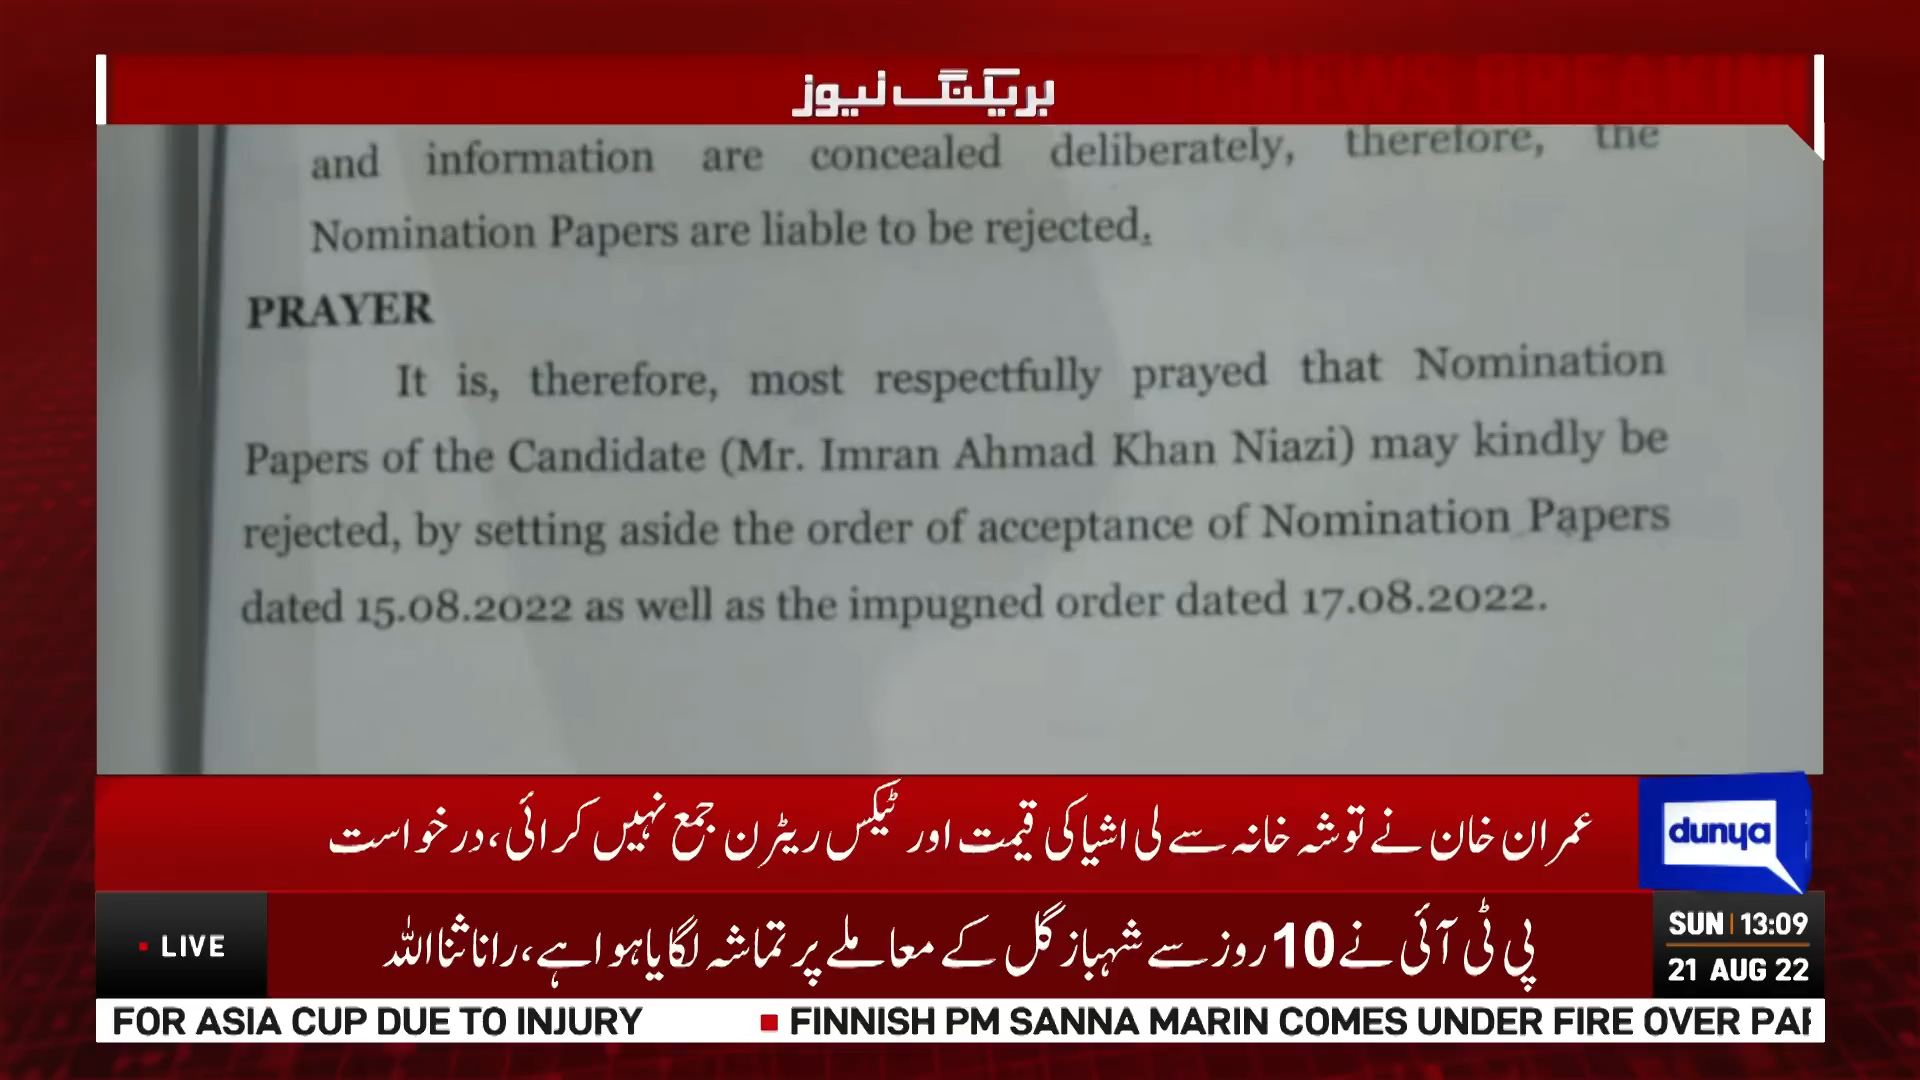 بریکنگ نیوز
and information are concealed deliberately, therefore, the
Nomination Papers are liable to be rejected.
PRAYER
It is, therefore, most respectfully prayed that Nomination
Papers of the Candidate (Mr. Imran Ahmad Khan Niazi) may kindly be
rejected, by setting aside the order of acceptance of Nomination Papers
dated 15.08.2022 as well as the impugned order dated 17.08.2022.
عمران خان نے توشہ خانہ سے لی اشیا کی قیمت اور ٹیکس ریٹرن جمع نہیں کرائی، درخواست
dunya
LIVE
پی ٹی آئی نے 10 روز سے شہباز گل کے معاملے پر تماشہ لگایا ہوا ہے، رانا ثنا اللہ
SUN 13:09
21 AUG 22
FOR ASIA CUP DUE TO INJURY FINNISH PM SANNA MARIN COMES UNDER FIRE OVER PAR